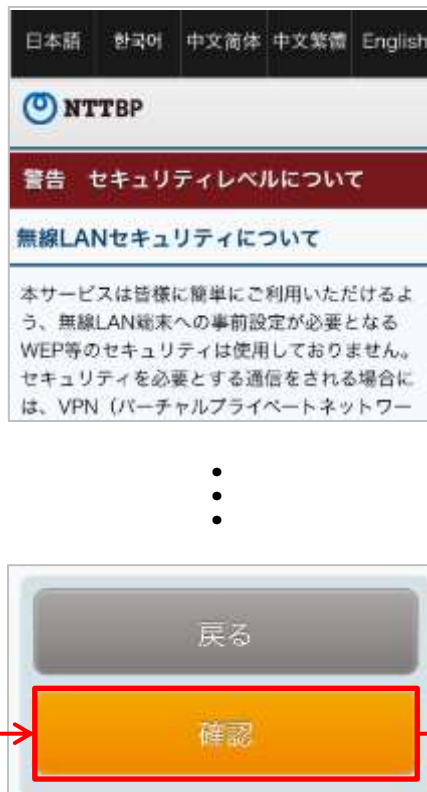 日本語 한국어 中文简体 中文繁體 English
NTTBP
警告 セキュリティレベルについて
無線LANセキュリティについて
本サービスは皆様に簡単にご利用いただけるよ
う、無線LAN端末への事前設定が必要となる
WEP等のセキュリティは使用しておりません。
セキュリティを必要とする通信をされる場合に
は、VPN（バーチャルプライベートネットワー
戻る
確認